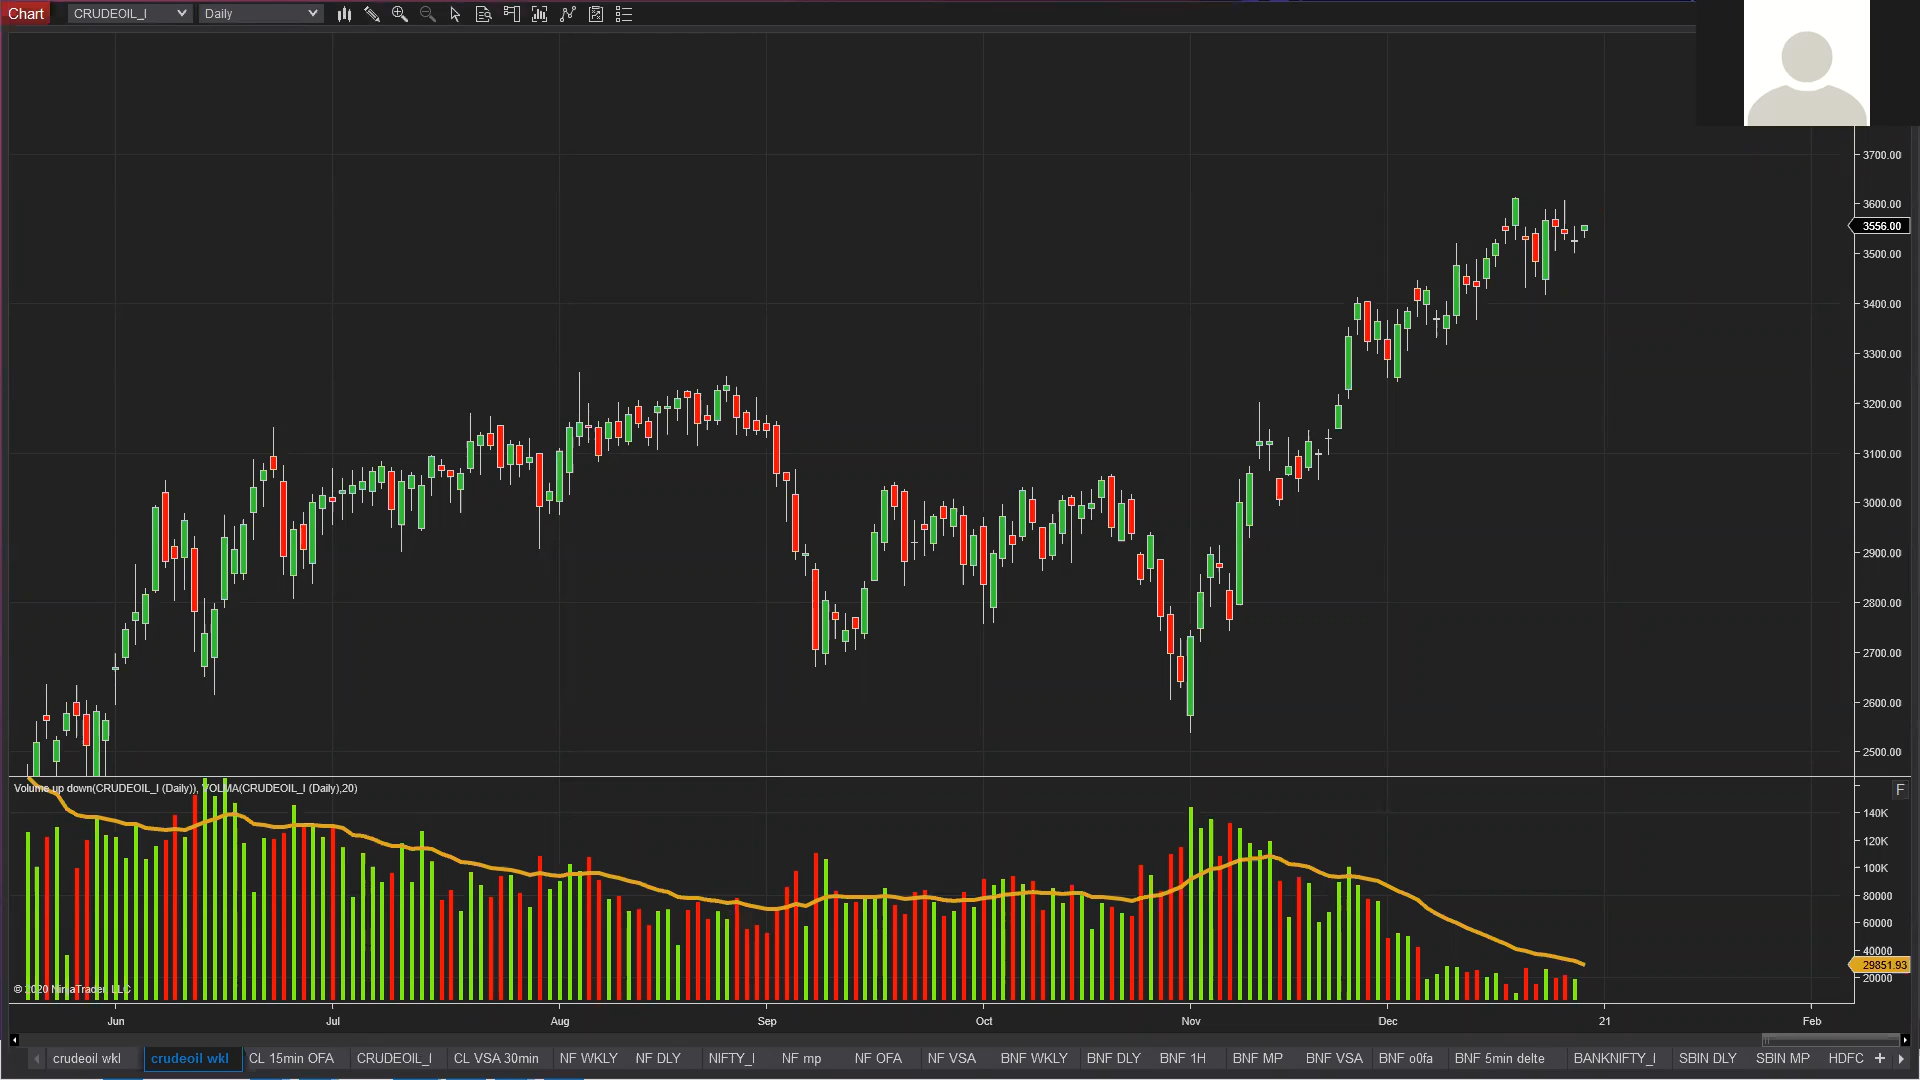 Chart CRUDEOIL_I Daily
3700.00
3600.00
3556.00
3500.00
3400.00
3300.00
3200.00
3100.00
3000.00
2900.00
2800.00
2700.00
2600.00
2500.00
Volume up down(CRUDEOIL_I (Daily)), VOLMA(CRUDEOIL_I (Daily),20)
F
140K
120K
100K
80000
60000
40000
29851.93
20000
© 2020 NinjaTrader, LLC
Jun Jul Aug Sep Oct Nov Dec 21 Feb
crudeoil wkl crudeoil wkl CL 15min OFA CRUDEOIL_I CL VSA 30min NF WKLY NF DLY NIFTY_I NF mp NF OFA NF VSA BNF WKLY BNF DLY BNF 1H BNF MP BNF VSA BNF o0fa BNF 5min delte BANKNIFTY_I SBIN DLY SBIN MP HDFC +